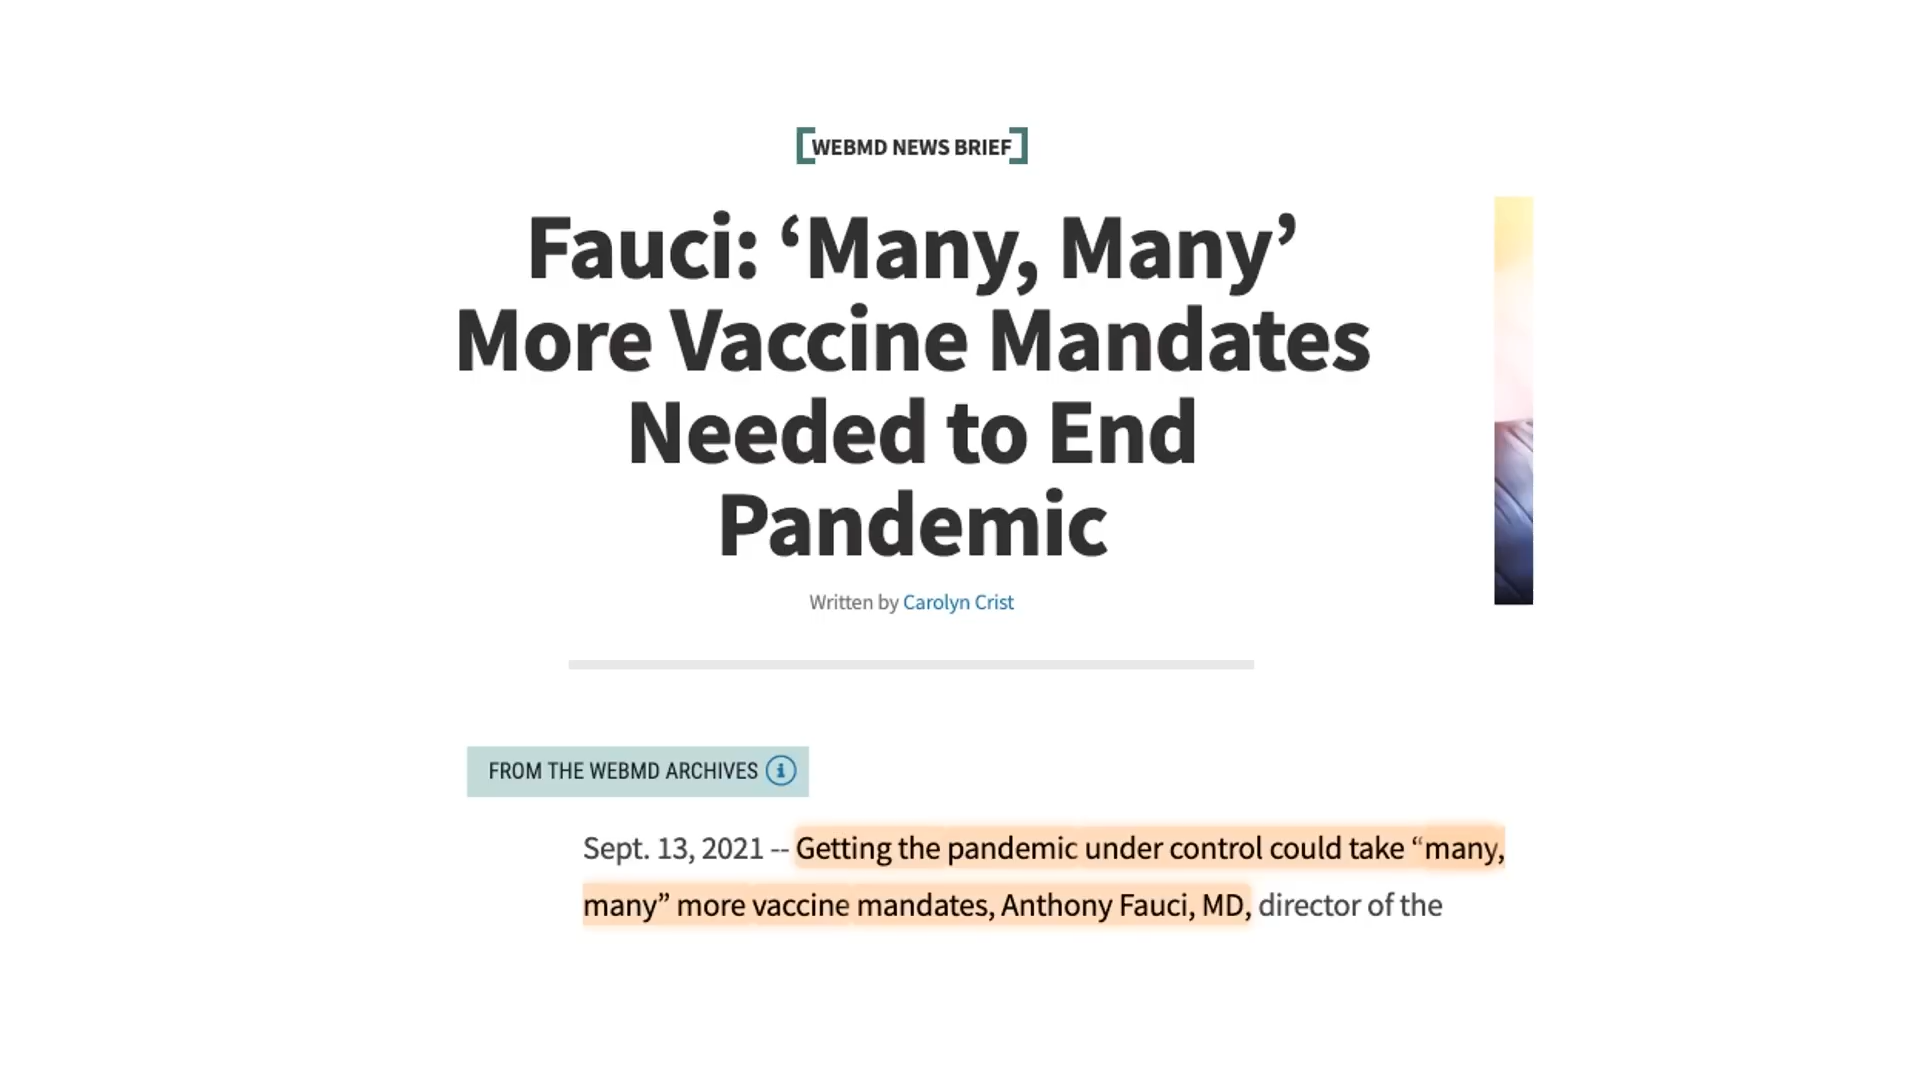 WEBMD NEWS BRIEF
Fauci: ‘Many, Many’
More Vaccine Mandates
Needed to End
Pandemic
Written by Carolyn Crist
FROM THE WEBMD ARCHIVES i
Sept. 13, 2021 -- Getting the pandemic under control could take “many,
many” more vaccine mandates, Anthony Fauci, MD, director of the